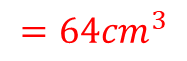 = 64cm³